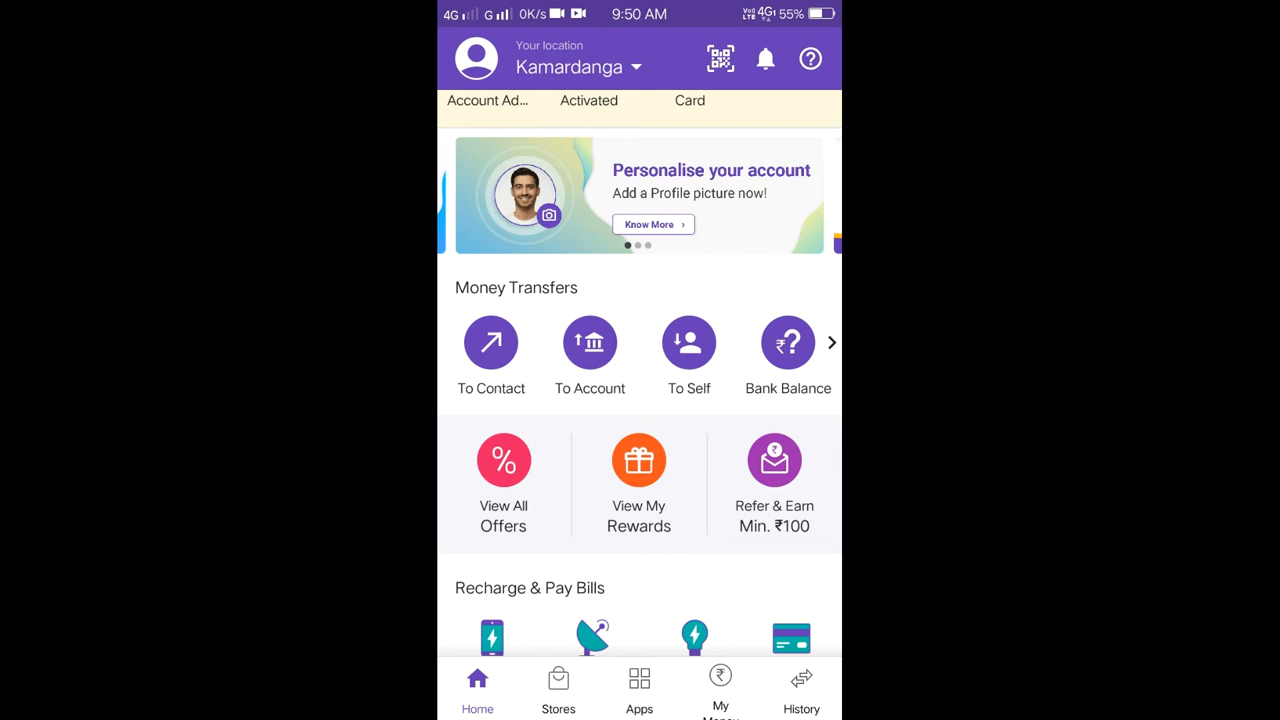 4G G 0K/s 9:50 AM VoLTE 4G1 55%
Your location
Kamardanga
Account Ad... Activated Card
Personalise your account
Add a Profile picture now!
Know More ›
Money Transfers
To Contact To Account To Self Bank Balance
View All View My Refer & Earn
Offers Rewards Min. ₹100
Recharge & Pay Bills
Home Stores Apps My Money History